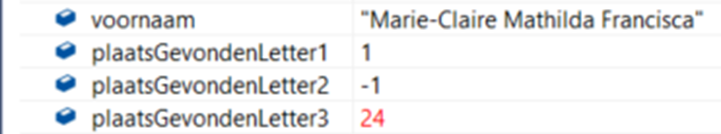 voornaam "Marie-Claire Mathilda Francisca"
plaatsGevondenLetter1 1
plaatsGevondenLetter2 -1
plaatsGevondenLetter3 24